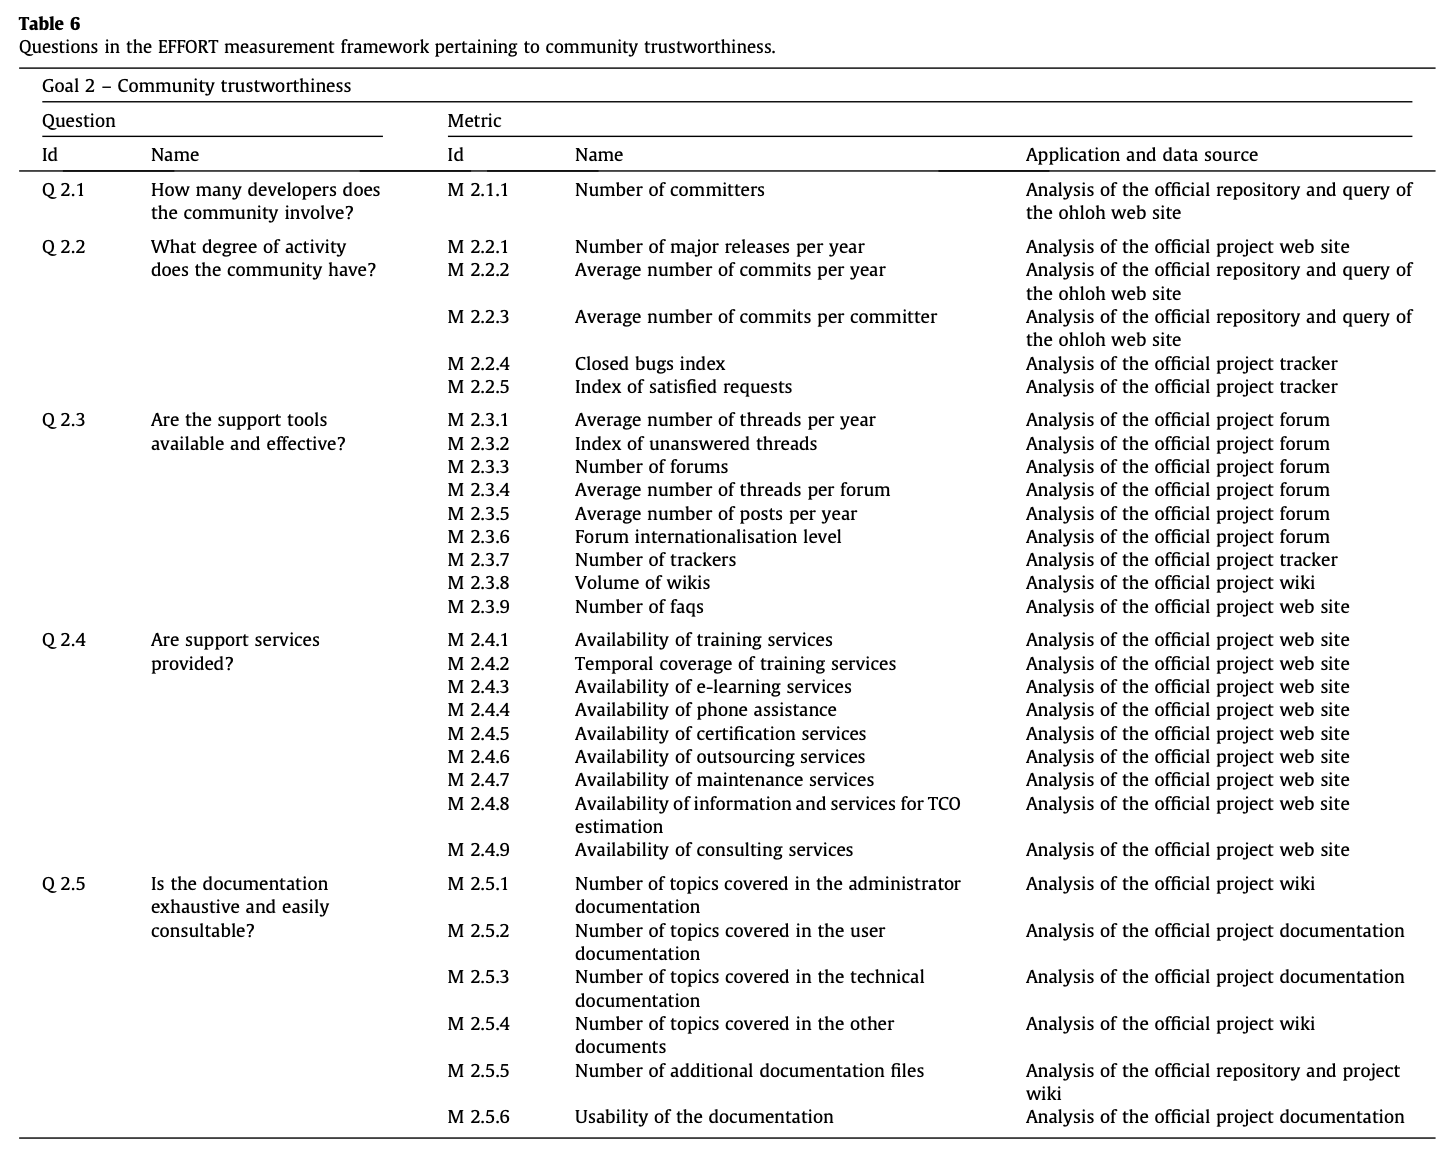 Table 6
Questions in the EFFORT measurement framework pertaining to community trustworthiness.
Goal 2 – Community trustworthiness
Question Metric
Id Name Id Name Application and data source
Q 2.1 How many developers does M 2.1.1 Number of committers Analysis of the official repository and query of
the community involve? the ohloh web site
Q 2.2 What degree of activity M 2.2.1 Number of major releases per year Analysis of the official project web site
does the community have? M 2.2.2 Average number of commits per year Analysis of the official repository and query of
the ohloh web site
M 2.2.3 Average number of commits per committer Analysis of the official repository and query of
the ohloh web site
M 2.2.4 Closed bugs index Analysis of the official project tracker
M 2.2.5 Index of satisfied requests Analysis of the official project tracker
Q 2.3 Are the support tools M 2.3.1 Average number of threads per year Analysis of the official project forum
available and effective? M 2.3.2 Index of unanswered threads Analysis of the official project forum
M 2.3.3 Number of forums Analysis of the official project forum
M 2.3.4 Average number of threads per forum Analysis of the official project forum
M 2.3.5 Average number of posts per year Analysis of the official project forum
M 2.3.6 Forum internationalisation level Analysis of the official project forum
M 2.3.7 Number of trackers Analysis of the official project tracker
M 2.3.8 Volume of wikis Analysis of the official project wiki
M 2.3.9 Number of faqs Analysis of the official project web site
Q 2.4 Are support services M 2.4.1 Availability of training services Analysis of the official project web site
provided? M 2.4.2 Temporal coverage of training services Analysis of the official project web site
M 2.4.3 Availability of e-learning services Analysis of the official project web site
M 2.4.4 Availability of phone assistance Analysis of the official project web site
M 2.4.5 Availability of certification services Analysis of the official project web site
M 2.4.6 Availability of outsourcing services Analysis of the official project web site
M 2.4.7 Availability of maintenance services Analysis of the official project web site
M 2.4.8 Availability of information and services for TCO Analysis of the official project web site
estimation
M 2.4.9 Availability of consulting services Analysis of the official project web site
Q 2.5 Is the documentation M 2.5.1 Number of topics covered in the administrator Analysis of the official project wiki
exhaustive and easily documentation
consultable? M 2.5.2 Number of topics covered in the user Analysis of the official project documentation
documentation
M 2.5.3 Number of topics covered in the technical Analysis of the official project documentation
documentation
M 2.5.4 Number of topics covered in the other Analysis of the official project wiki
documents
M 2.5.5 Number of additional documentation files Analysis of the official repository and project
wiki
M 2.5.6 Usability of the documentation Analysis of the official project documentation